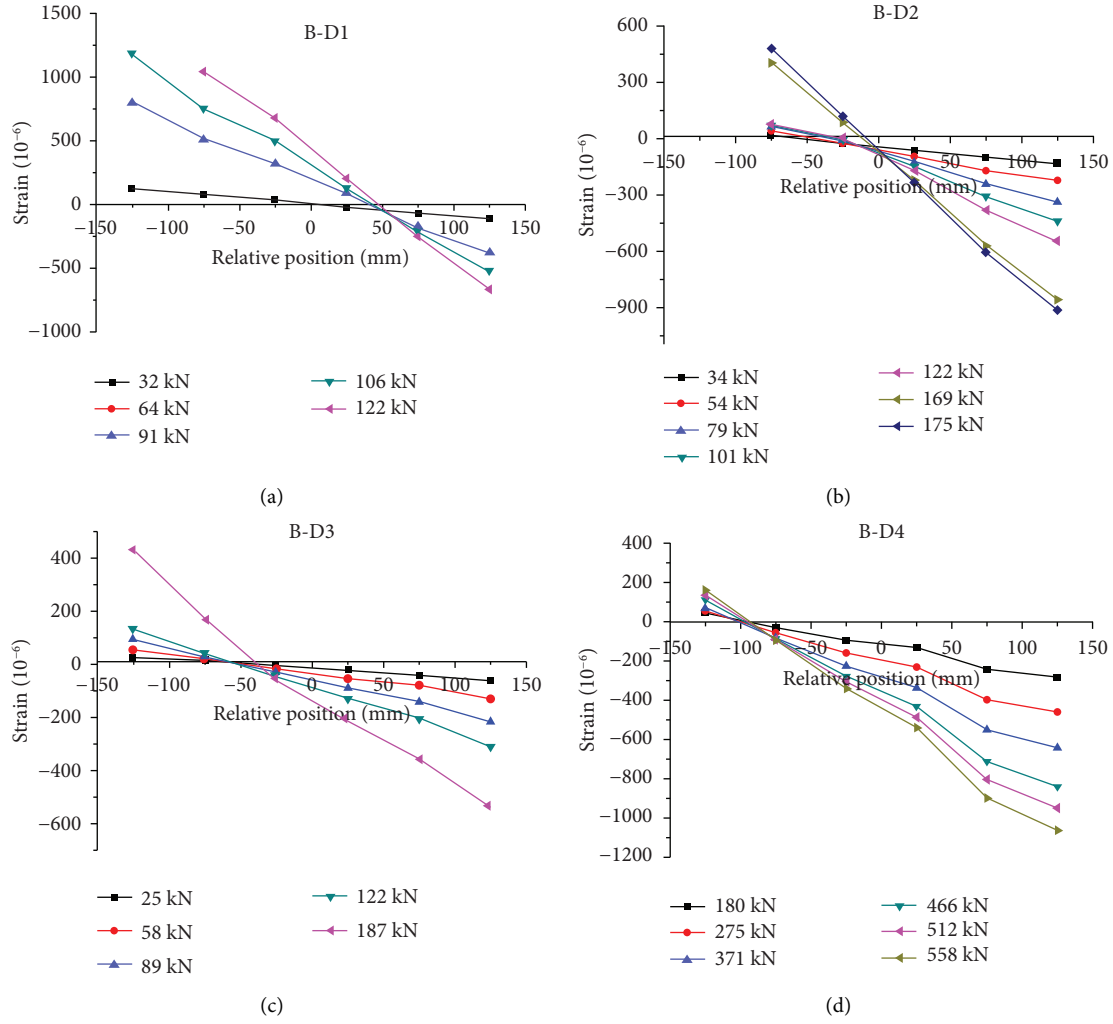 B-D1
1500
1000
500
0
−500
−1000
−150 −100 −50 0 50 100 150
Strain (10⁻⁶)
Relative position (mm)
32 kN
64 kN
91 kN
106 kN
122 kN
(a)
B-D2
600
300
0
−300
−600
−900
−150 −100 −50 0 50 100 150
Strain (10⁻⁶)
Relative position (mm)
34 kN
54 kN
79 kN
101 kN
122 kN
169 kN
175 kN
(b)
B-D3
400
200
0
−200
−400
−600
−150 −100 −50 0 50 100 150
Strain (10⁻⁶)
Relative position (mm)
25 kN
58 kN
89 kN
122 kN
187 kN
(c)
B-D4
400
200
0
−200
−400
−600
−800
−1000
−1200
−150 −100 −50 0 50 100 150
Strain (10⁻⁶)
Relative position (mm)
180 kN
275 kN
371 kN
466 kN
512 kN
558 kN
(d)